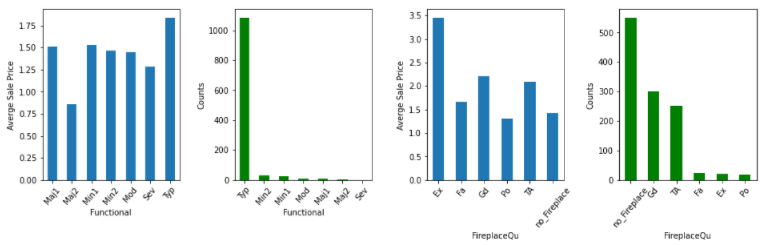 Averge Sale Price
1.75
1.50
1.25
1.00
0.75
0.50
0.25
0.00
Maj1 Maj2 Min1 Min2 Mod Sev Typ
Functional
Counts
1000
800
600
400
200
0
Typ Min2 Min1 Mod Maj1 Maj2 Sev
Functional
Averge Sale Price
3.5
3.0
2.5
2.0
1.5
1.0
0.5
0.0
Ex Fa Gd Po TA no_Fireplace
FireplaceQu
Counts
500
400
300
200
100
0
no_Fireplace Gd TA Fa Ex Po
FireplaceQu